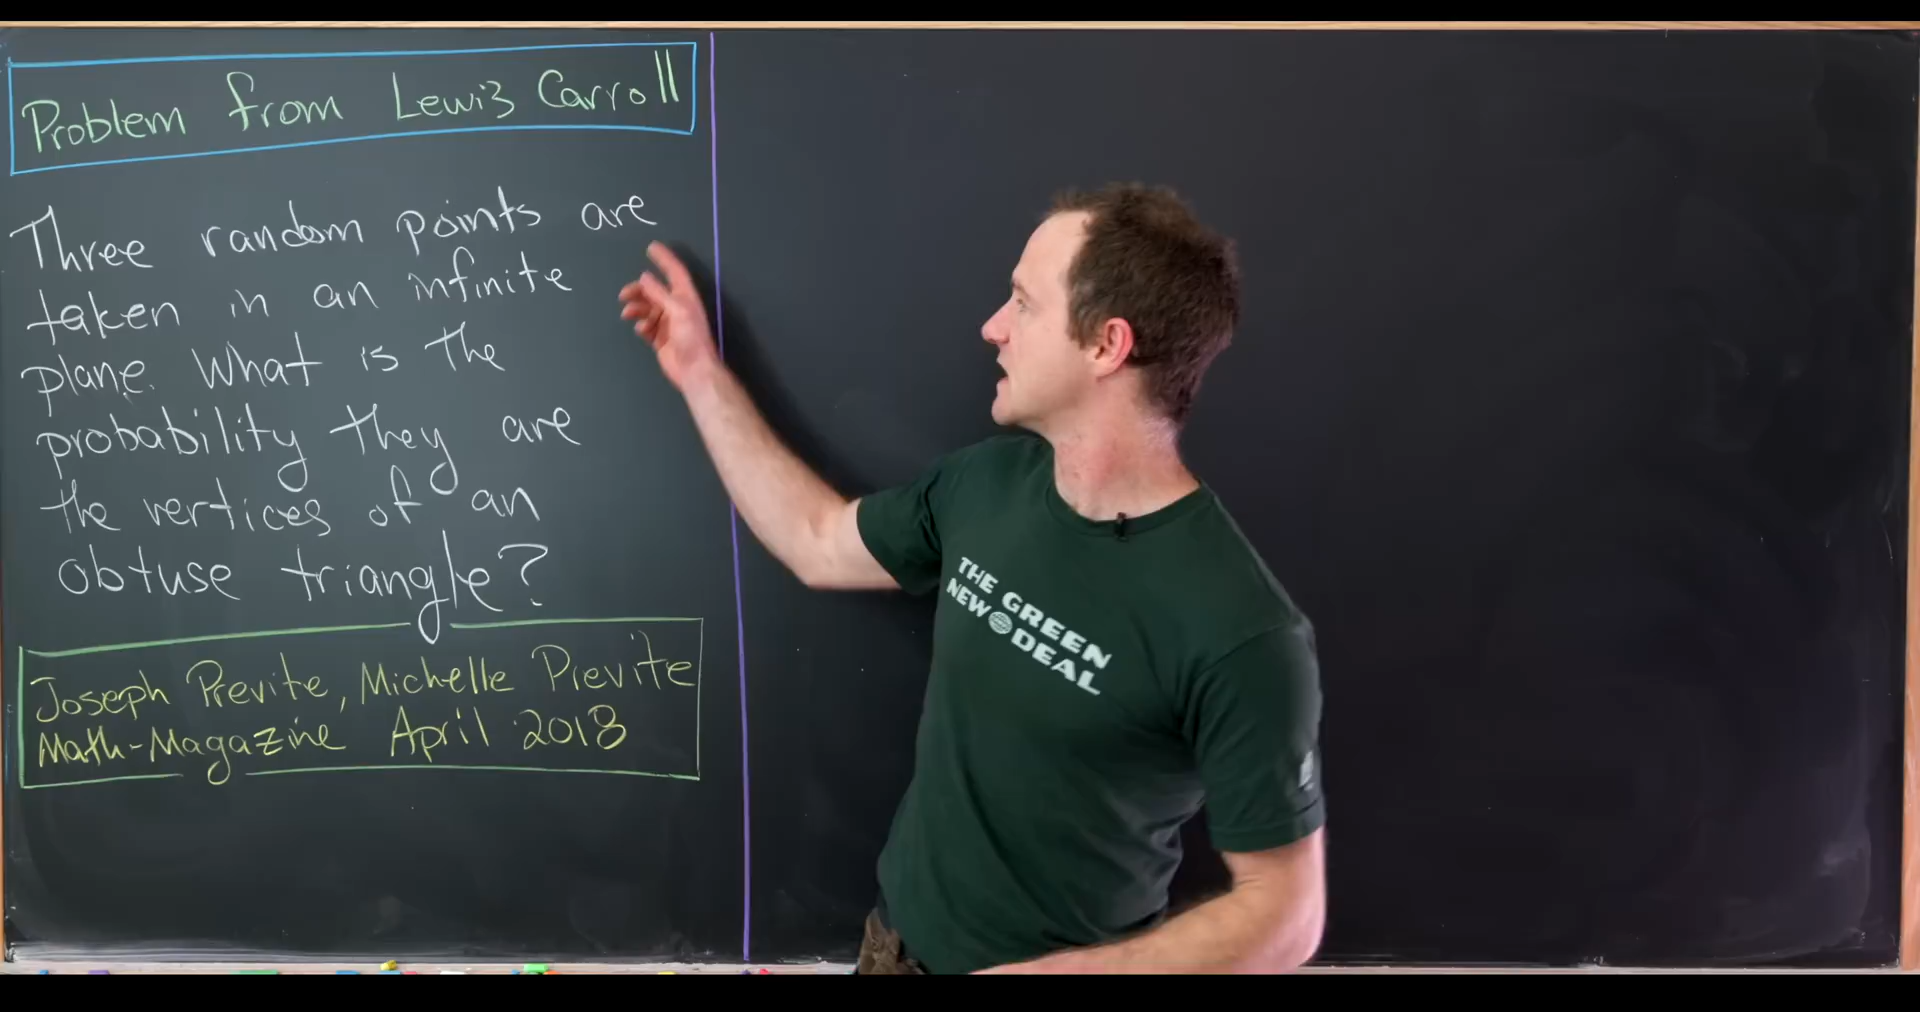 Problem from Lewis Carroll
Three random points are
taken in an infinite
plane. What is the
probability they are
the vertices of an
obtuse triangle?
Joseph Previte, Michelle Previte
Math-Magazine April 2018
THE GREEN
NEW DEAL